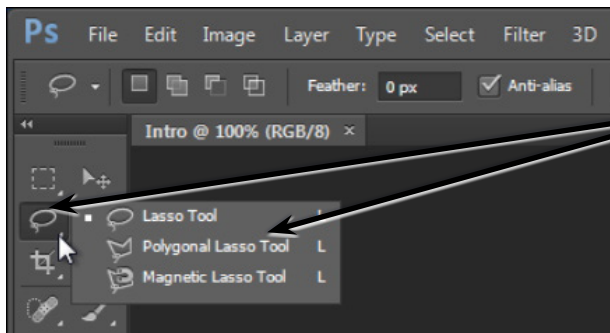 Ps File Edit Image Layer Type Select Filter 3D
Feather: 0 px Anti-alias
Intro @ 100% (RGB/8) ×
Lasso Tool
Polygonal Lasso Tool L
Magnetic Lasso Tool L